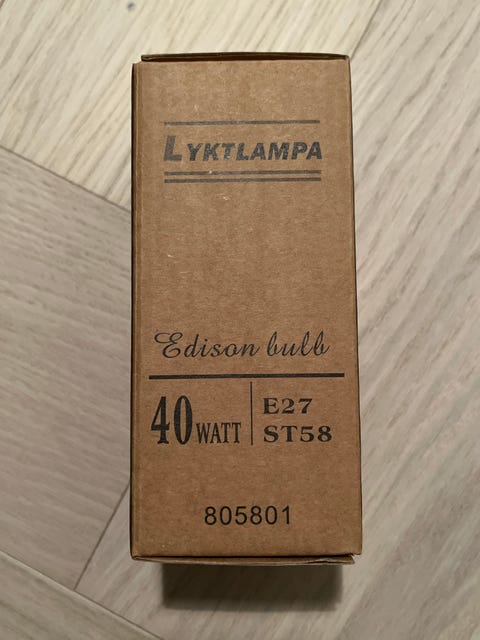 LYKTLAMPA
Edison bulb
40 WATT
E27
ST58
805801